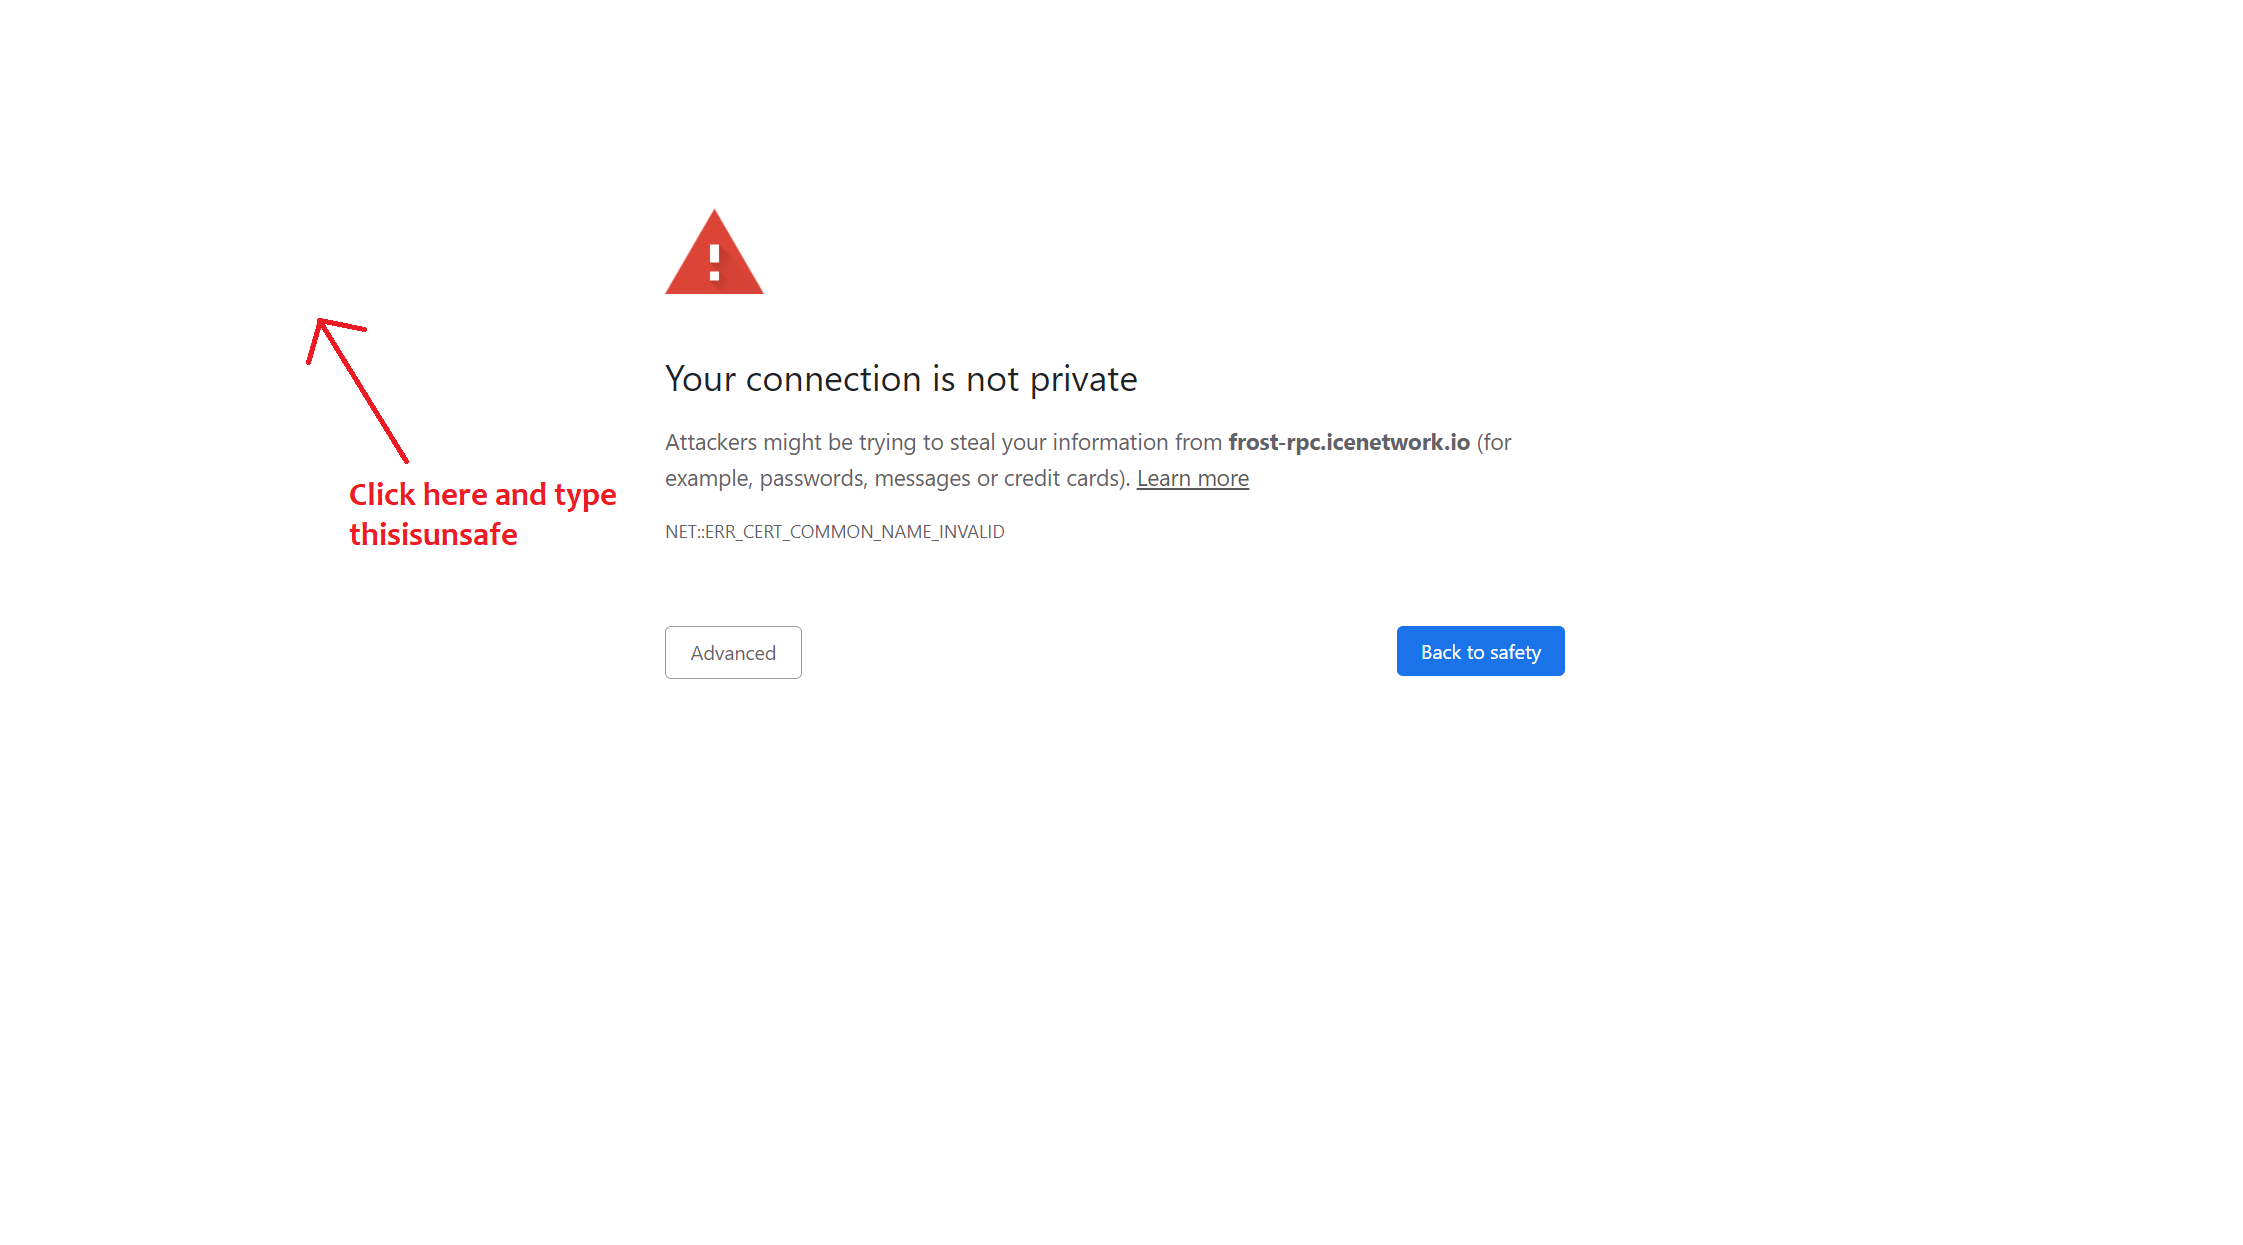 Your connection is not private
Attackers might be trying to steal your information from frost-rpc.icenetwork.io (for
example, passwords, messages or credit cards). Learn more
Click here and type
thisisunsafe
NET::ERR_CERT_COMMON_NAME_INVALID
Advanced
Back to safety